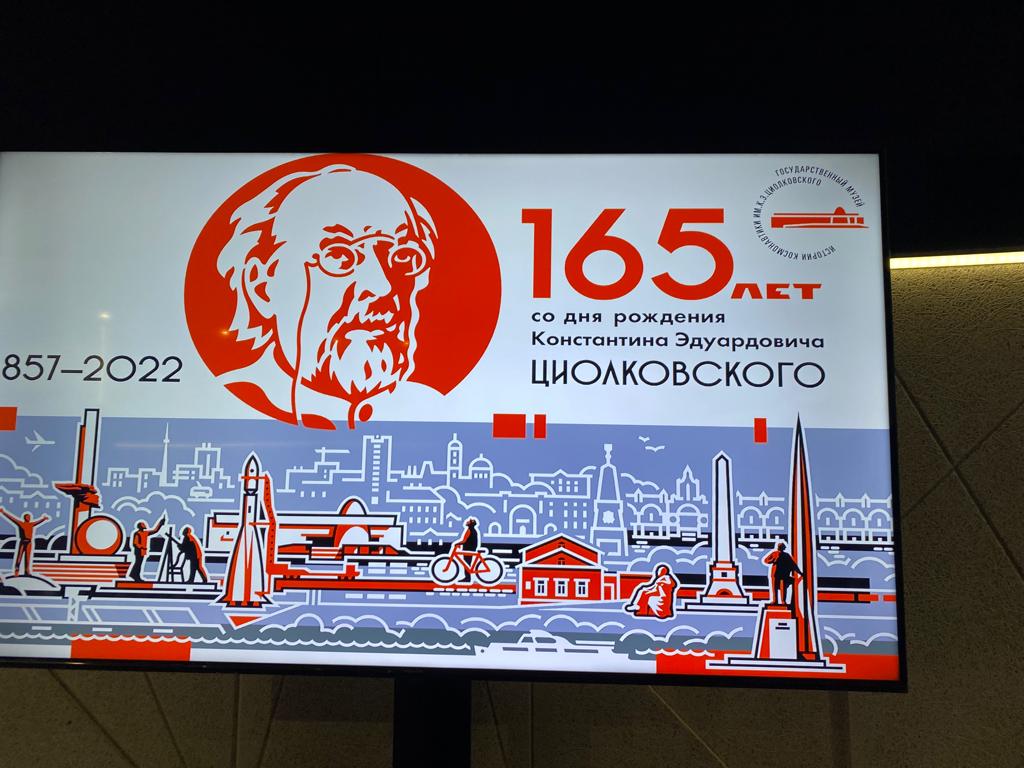 165 ЛЕТ
со дня рождения
Константина Эдуардовича
ЦИОЛКОВСКОГО
857–2022
ГОСУДАРСТВЕННЫЙ МУЗЕЙ
ИСТОРИИ КОСМОНАВТИКИ ИМ.К.Э.ЦИОЛКОВСКОГО